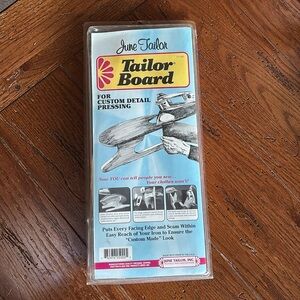 June Tailor
Tailor
Board
FOR
CUSTOM DETAIL
PRESSING
Now YOU can tell people you sew.
Your clothes won't!
Puts Every Facing Edge and Seam Within
Easy Reach of Your Iron to Ensure the
"Custom Made" Look
JUNE TAILOR, INC.